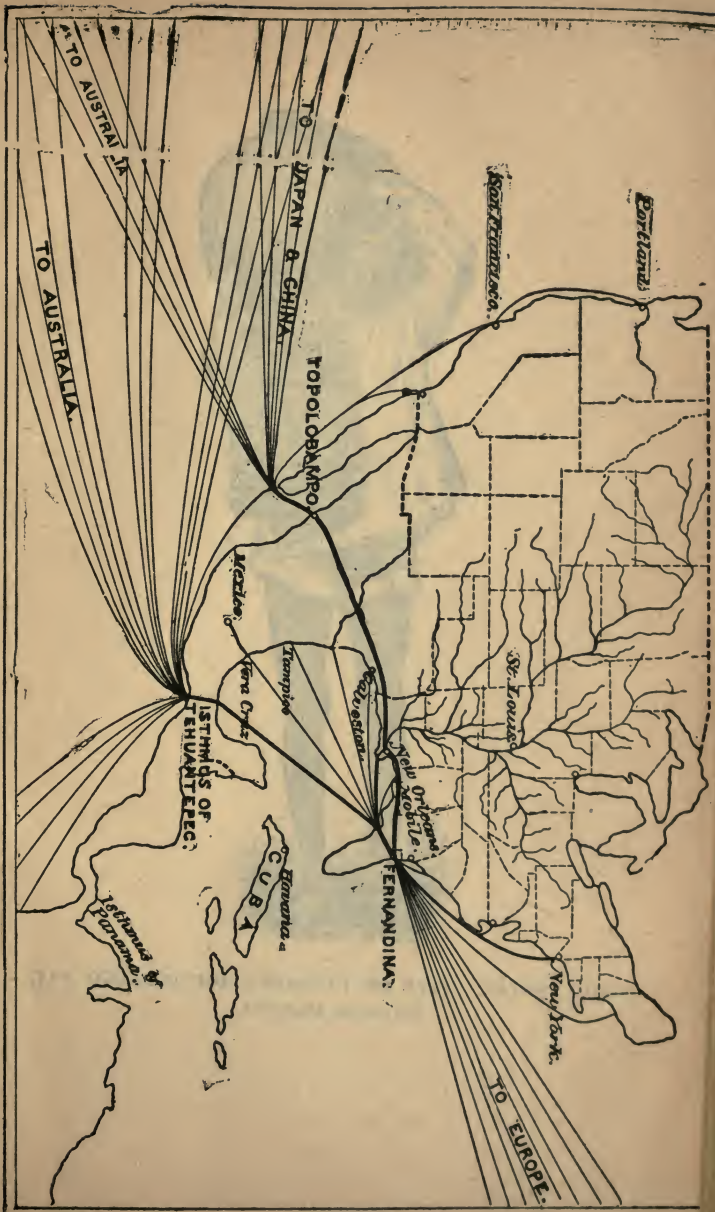 TO AUSTRALIA
TO JAPAN & CHINA
TO AUSTRALIA.
Portland.
San Francisco.
TOPOLOBAMPO
St. Louis
Mexico.
Tampico
Vera Cruz
Galveston.
New Orleans.
Mobile.
FERNANDINA.
New York.
TO EUROPE.
ISTHMOS OF
TEHUANTEPEC.
Havana
CUBA
Isthmus of
Panama.